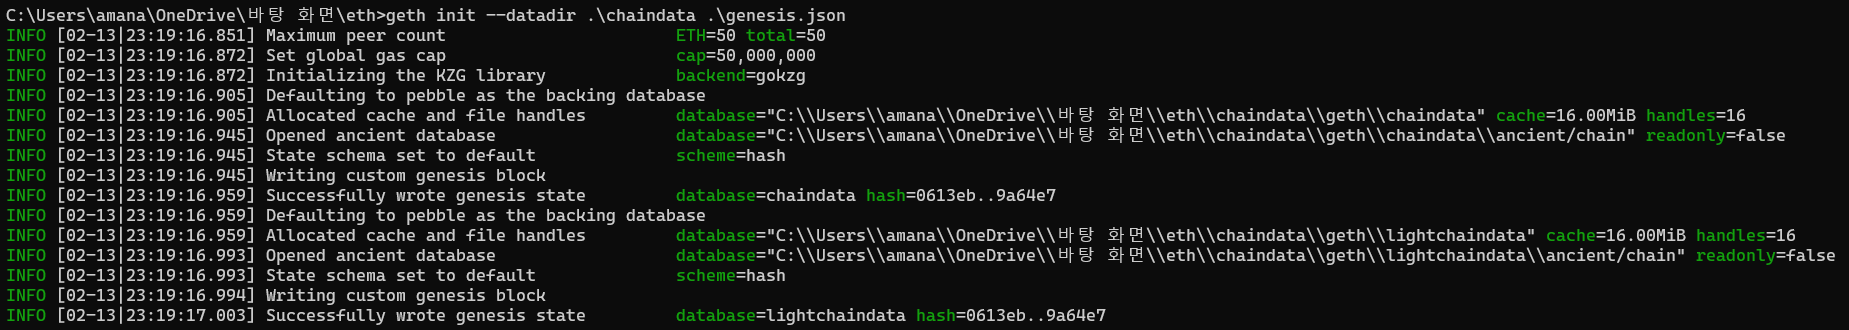 C:\Users\amana\OneDrive\바탕 화면\eth>geth init --datadir .\chaindata .\genesis.json
INFO [02-13|23:19:16.851] Maximum peer count                       ETH=50 total=50
INFO [02-13|23:19:16.872] Set global gas cap                       cap=50,000,000
INFO [02-13|23:19:16.872] Initializing the KZG library             backend=gokzg
INFO [02-13|23:19:16.905] Defaulting to pebble as the backing database
INFO [02-13|23:19:16.905] Allocated cache and file handles         database="C:\\Users\\amana\\OneDrive\\바탕 화면\\eth\\chaindata\\geth\\chaindata" cache=16.00MiB handles=16
INFO [02-13|23:19:16.945] Opened ancient database                  database="C:\\Users\\amana\\OneDrive\\바탕 화면\\eth\\chaindata\\geth\\chaindata\\ancient/chain" readonly=false
INFO [02-13|23:19:16.945] State schema set to default              scheme=hash
INFO [02-13|23:19:16.945] Writing custom genesis block
INFO [02-13|23:19:16.959] Successfully wrote genesis state         database=chaindata hash=0613eb..9a64e7
INFO [02-13|23:19:16.959] Defaulting to pebble as the backing database
INFO [02-13|23:19:16.959] Allocated cache and file handles         database="C:\\Users\\amana\\OneDrive\\바탕 화면\\eth\\chaindata\\geth\\lightchaindata" cache=16.00MiB handles=16
INFO [02-13|23:19:16.993] Opened ancient database                  database="C:\\Users\\amana\\OneDrive\\바탕 화면\\eth\\chaindata\\geth\\lightchaindata\\ancient/chain" readonly=false
INFO [02-13|23:19:16.993] State schema set to default              scheme=hash
INFO [02-13|23:19:16.994] Writing custom genesis block
INFO [02-13|23:19:17.003] Successfully wrote genesis state         database=lightchaindata hash=0613eb..9a64e7